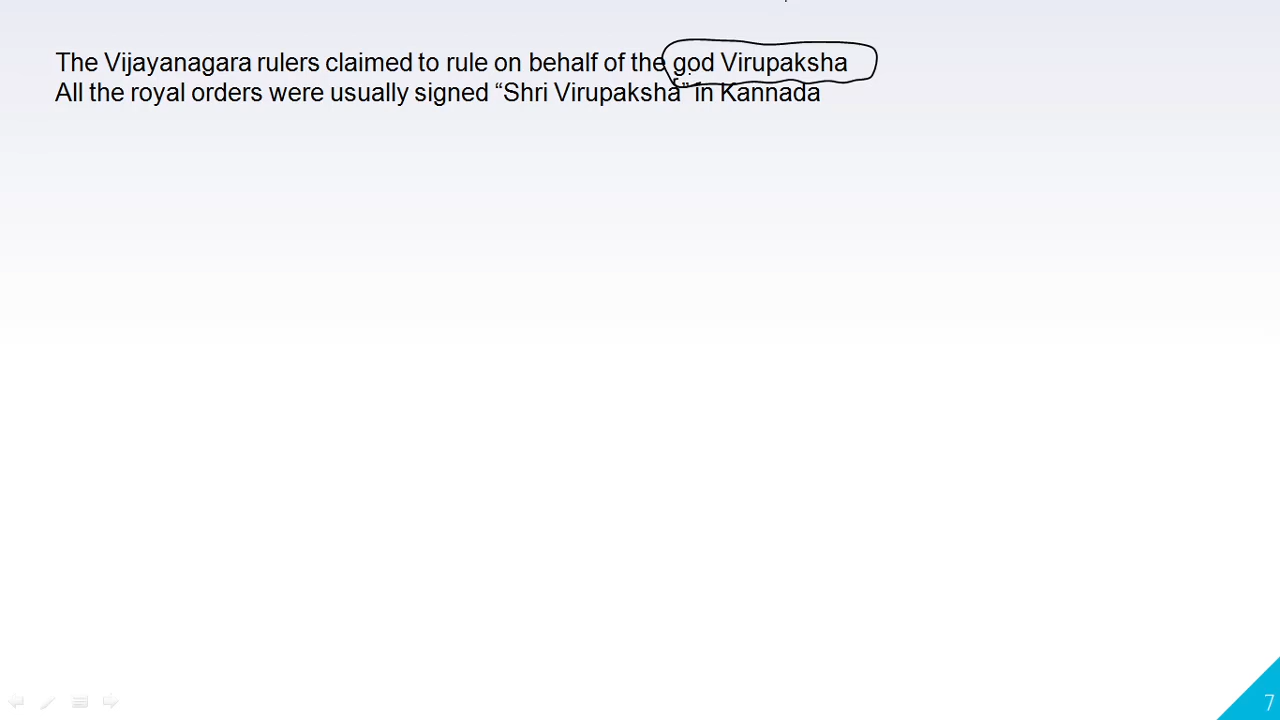 The Vijayanagara rulers claimed to rule on behalf of the god Virupaksha
All the royal orders were usually signed “Shri Virupaksha” in Kannada
7